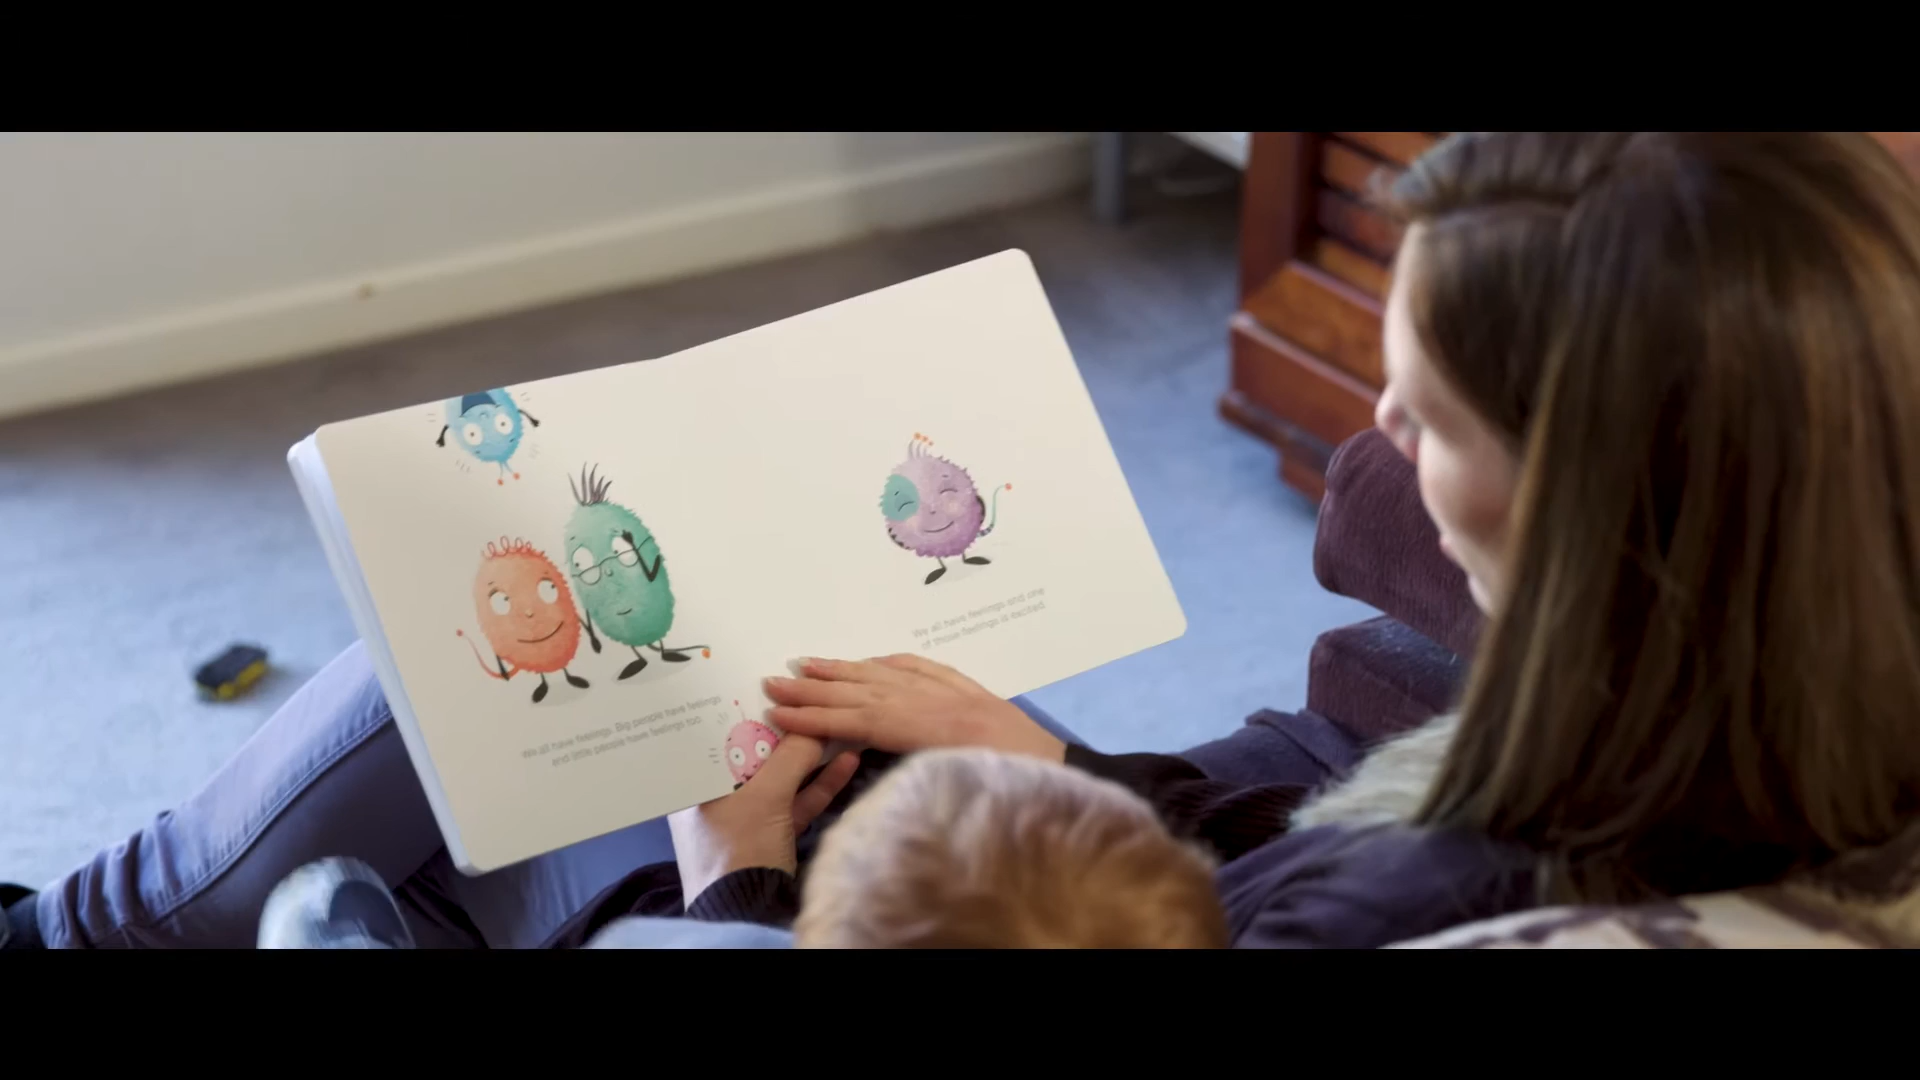 We all have feelings. Big people have feelings
and little people have feelings too.
We all have feelings and one
of those feelings is excited.